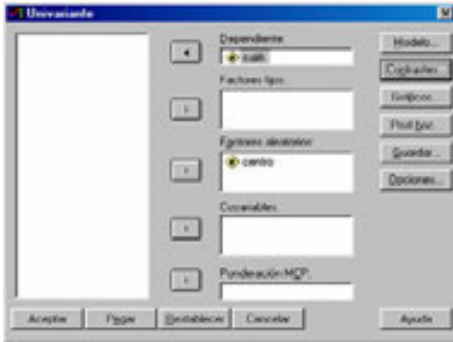 Univariante
Dependiente:
Factores fijos:
Factores aleatorios:
centro
Covariables:
Ponderación MCP:
Modelo...
Contrastes...
Gráficos...
Post hoc...
Guardar...
Opciones...
Aceptar
Pegar
Restablecer
Cancelar
Ayuda